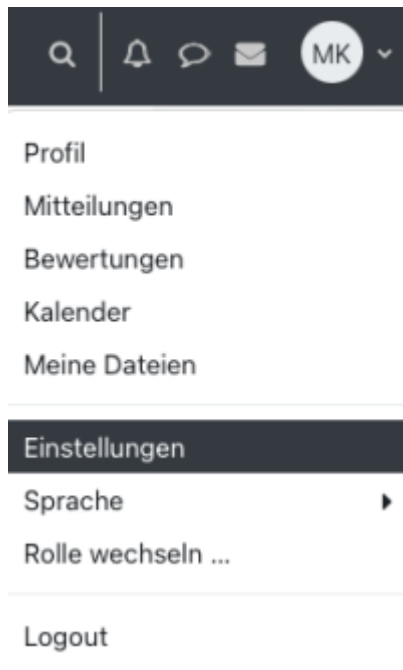 MK
Profil
Mitteilungen
Bewertungen
Kalender
Meine Dateien
Einstellungen
Sprache
Rolle wechseln ...
Logout